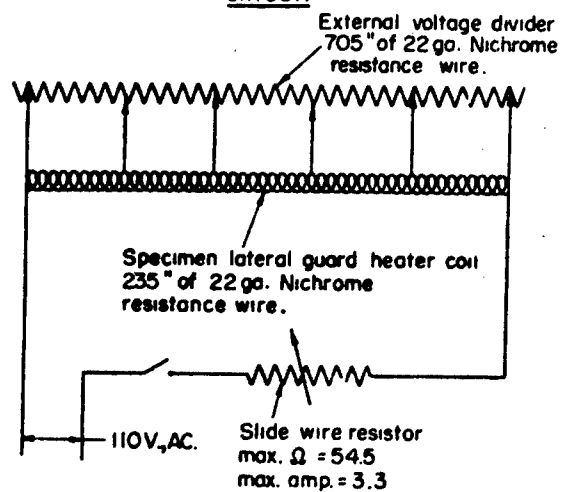 External voltage divider
705" of 22 ga. Nichrome
resistance wire.
Specimen lateral guard heater coil
235" of 22 ga. Nichrome
resistance wire.
110V.,AC.
Slide wire resistor
max. Ω = 54.5
max. amp. = 3.3